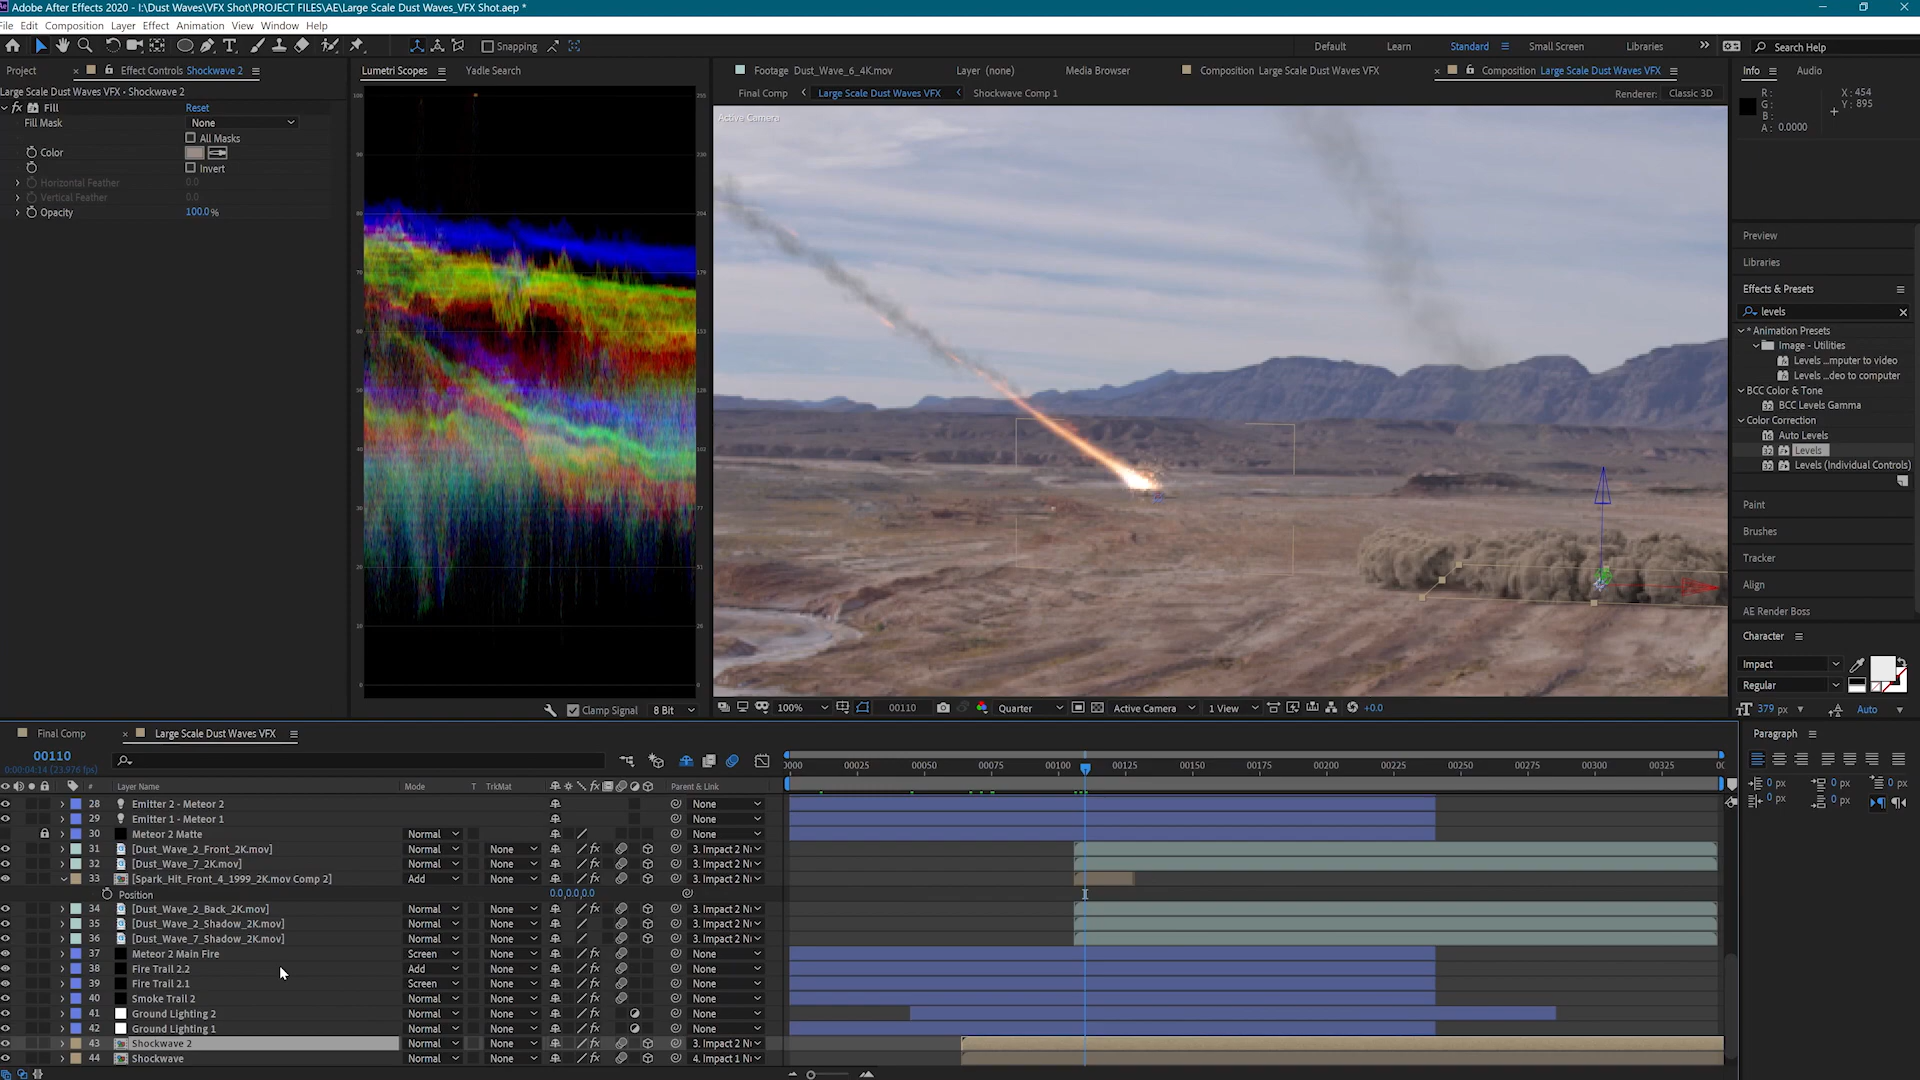 Adobe After Effects 2020 - I:\Dust Waves\VFX Shot\PROJECT FILES\AE\Large Scale Dust Waves_VFX Shot.aep *
File Edit Composition Layer Effect Animation View Window Help
Snapping
Default Learn Standard Small Screen Libraries Search Help
Project Effect Controls Shockwave 2
Large Scale Dust Waves VFX • Shockwave 2
fx Fill Reset
Fill Mask None
All Masks
Color
Invert
Horizontal Feather 0.0
Vertical Feather 0.0
Opacity 100.0 %
Lumetri Scopes Yadle Search
Clamp Signal 8 Bit
Footage Dust_Wave_6_4K.mov Layer (none) Media Browser Composition Large Scale Dust Waves VFX Composition Large Scale Dust Waves VFX
Final Comp Large Scale Dust Waves VFX Shockwave Comp 1 Renderer: Classic 3D
Active Camera
100% 00110 Quarter Active Camera 1 View +0.0
Info Audio
R: X: 454
G: Y: 895
B:
A: 0.0000
Preview
Libraries
Effects & Presets
levels
* Animation Presets
Image - Utilities
Levels ...mputer to video
Levels ...deo to computer
BCC Color & Tone
BCC Levels Gamma
Color Correction
Auto Levels
Levels
Levels (Individual Controls)
Paint
Brushes
Tracker
Align
AE Render Boss
Character
Impact
Regular
379 px Auto
Paragraph
0 px 0 px 0 px
0 px 0 px
Final Comp Large Scale Dust Waves VFX
00110
0:00:04:14 (23.976 fps)
0000 00025 00050 00075 00100 00125 00150 00175 00200 00225 00250 00275 00300 00325
# Layer Name Mode T TrkMat Parent & Link
28 Emitter 2 - Meteor 2 None
29 Emitter 1 - Meteor 1 None
30 Meteor 2 Matte Normal None
31 [Dust_Wave_2_Front_2K.mov] Normal None 3. Impact 2 N
32 [Dust_Wave_7_2K.mov] Normal None 3. Impact 2 N
33 [Spark_Hit_Front_4_1999_2K.mov Comp 2] Add None 3. Impact 2 N
Position 0.0,0.0,0.0
34 [Dust_Wave_2_Back_2K.mov] Normal None 3. Impact 2 N
35 [Dust_Wave_2_Shadow_2K.mov] Normal None 3. Impact 2 N
36 [Dust_Wave_7_Shadow_2K.mov] Normal None 3. Impact 2 N
37 Meteor 2 Main Fire Screen None None
38 Fire Trail 2.2 Add None None
39 Fire Trail 2.1 Screen None None
40 Smoke Trail 2 Normal None None
41 Ground Lighting 2 Normal None None
42 Ground Lighting 1 Normal None None
43 Shockwave 2 Normal None 3. Impact 2 N
44 Shockwave Normal None 4. Impact 1 N